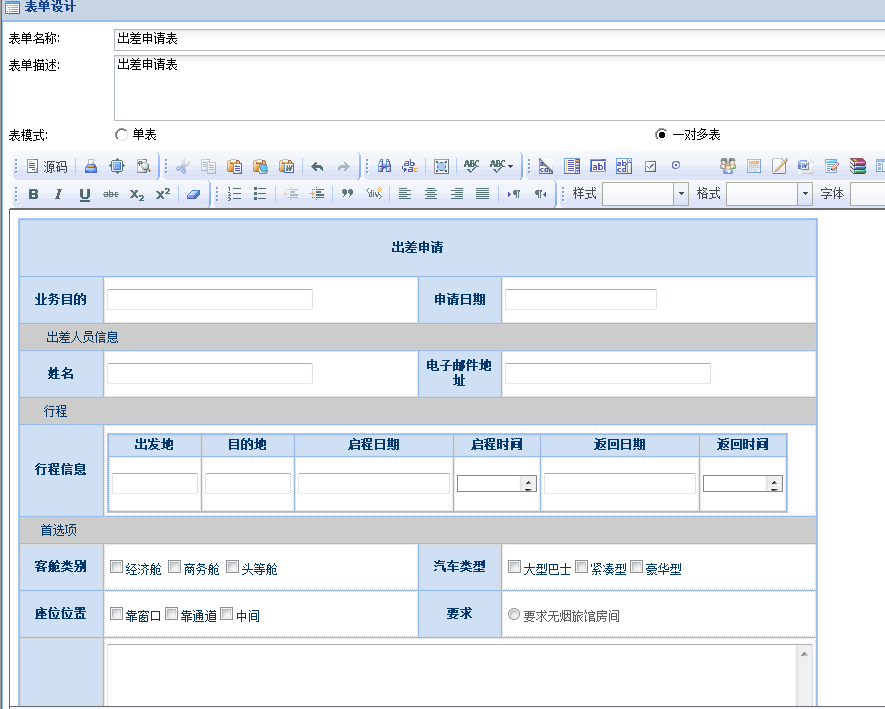 表单设计
表单名称: 出差申请表
表单描述: 出差申请表
表模式: 单表 一对多表
源码
B I U abc X₂ X²
样式 格式 字体
出差申请
业务目的 申请日期
出差人员信息
姓名 电子邮件地址
行程
行程信息 出发地 目的地 启程日期 启程时间 返回日期 返回时间
首选项
客舱类别 经济舱 商务舱 头等舱 汽车类型 大型巴士 紧凑型 豪华型
座位位置 靠窗口 靠通道 中间 要求 要求无烟旅馆房间